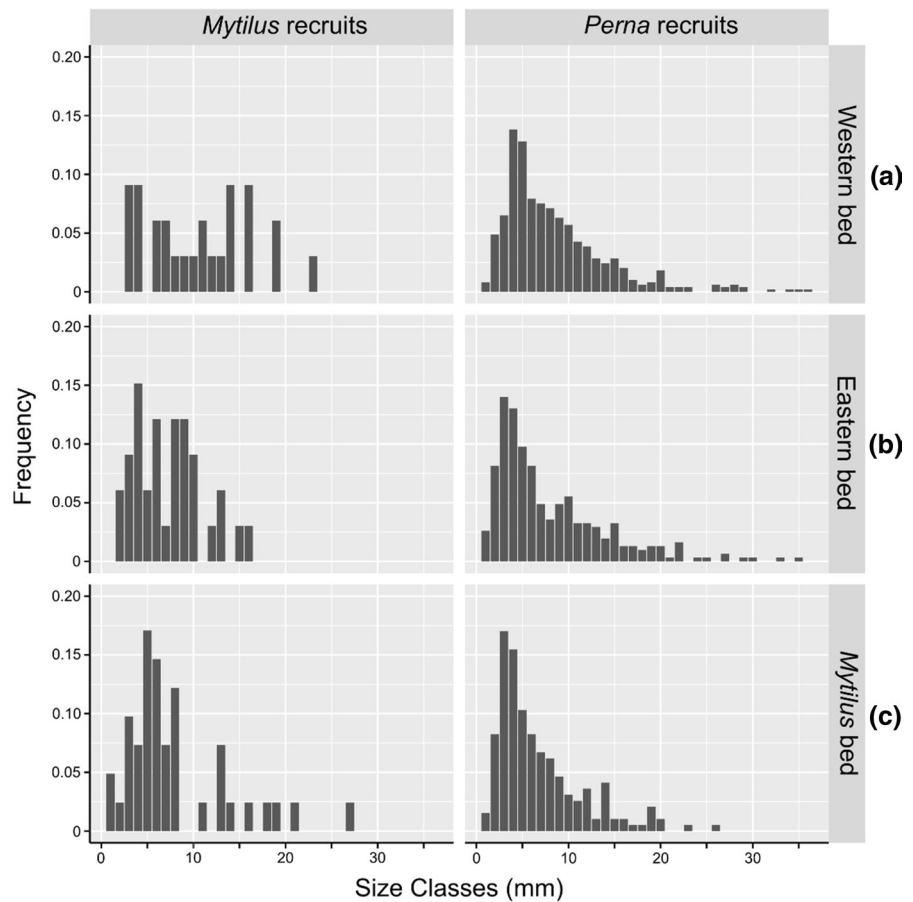 Mytilus recruits
Perna recruits
0.20
0.15
0.10
0.05
0
Western bed
(a)
0.20
0.15
0.10
0.05
0
Eastern bed
(b)
0.20
0.15
0.10
0.05
0
Mytilus bed
(c)
Frequency
0 10 20 30
0 10 20 30
Size Classes (mm)